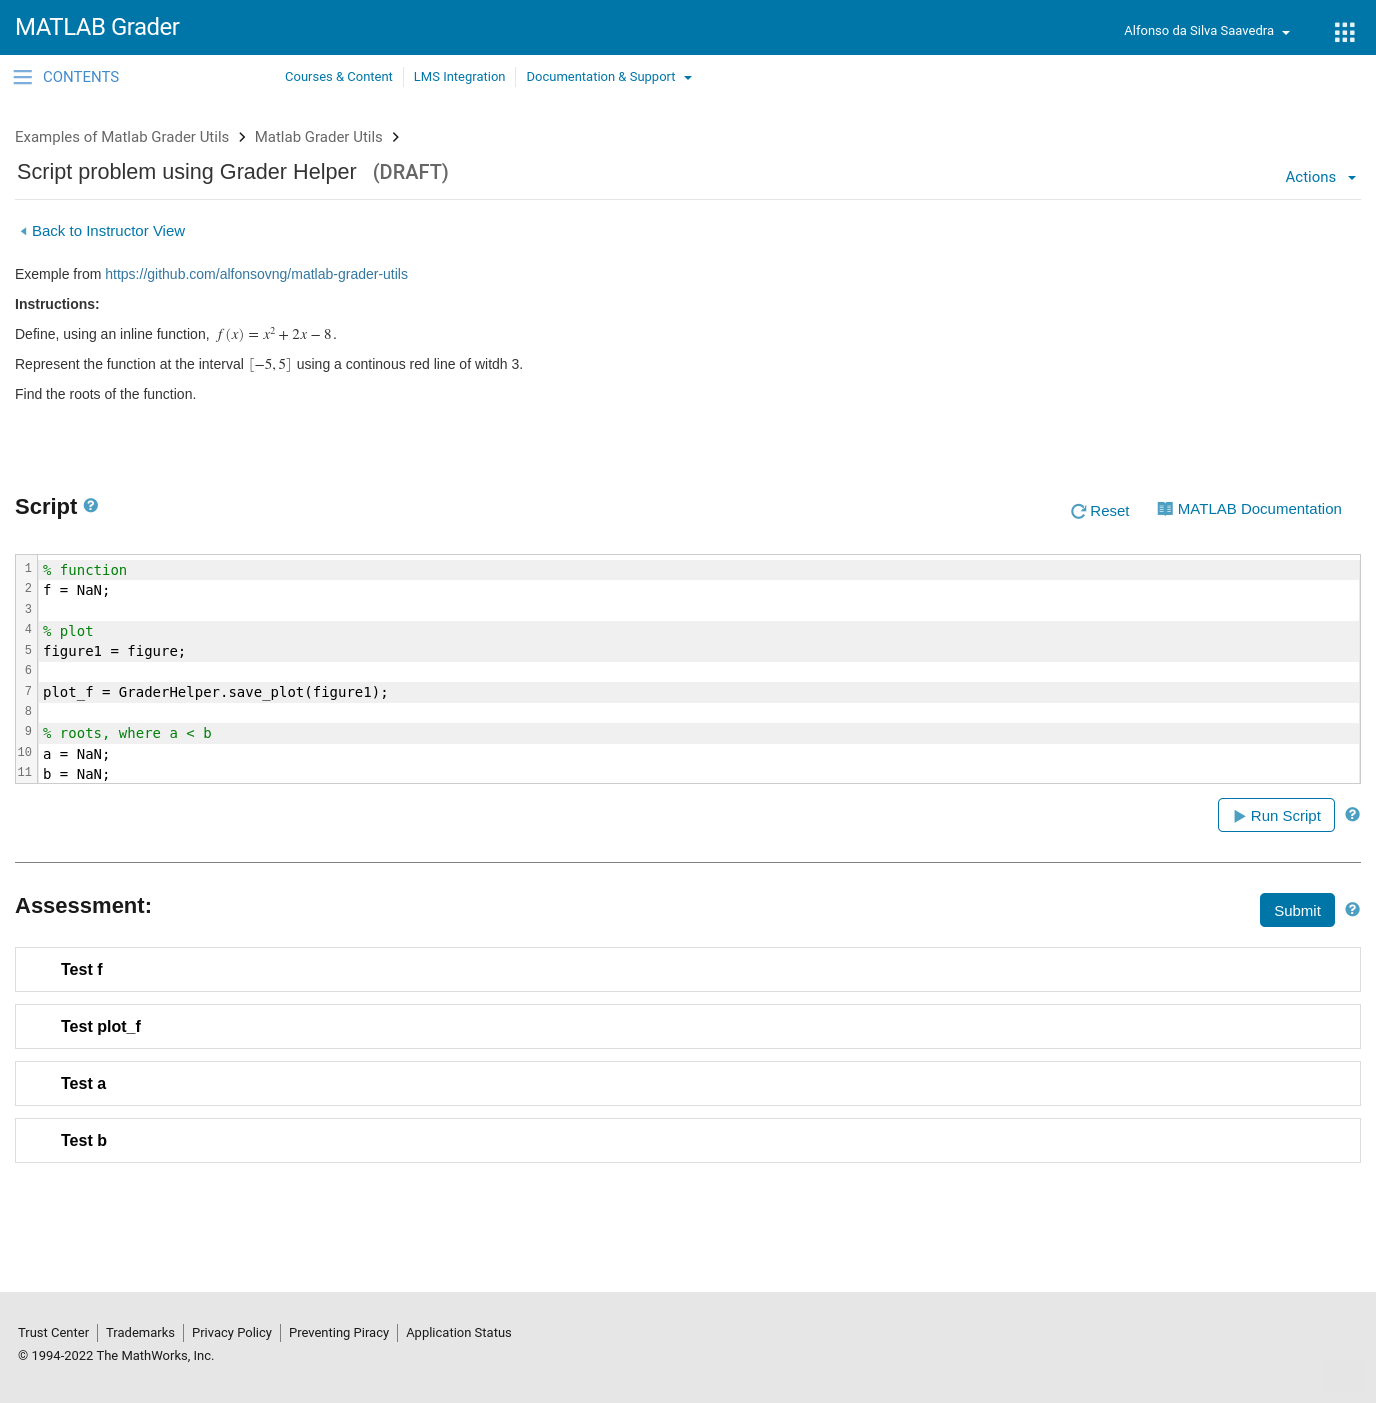 MATLAB Grader
Alfonso da Silva Saavedra
CONTENTS
Courses & Content
LMS Integration
Documentation & Support
Examples of Matlab Grader Utils
Matlab Grader Utils
Script problem using Grader Helper (DRAFT)
Actions
Back to Instructor View
Exemple from https://github.com/alfonsovng/matlab-grader-utils
Instructions:
Define, using an inline function, f(x) = x² + 2x − 8.
Represent the function at the interval [−5, 5] using a continous red line of witdh 3.
Find the roots of the function.
Script ?
Reset
MATLAB Documentation
1 % function
2 f = NaN;
3
4 % plot
5 figure1 = figure;
6
7 plot_f = GraderHelper.save_plot(figure1);
8
9 % roots, where a < b
10 a = NaN;
11 b = NaN;
Run Script ?
Assessment:
Submit ?
Test f
Test plot_f
Test a
Test b
Trust Center
Trademarks
Privacy Policy
Preventing Piracy
Application Status
© 1994-2022 The MathWorks, Inc.